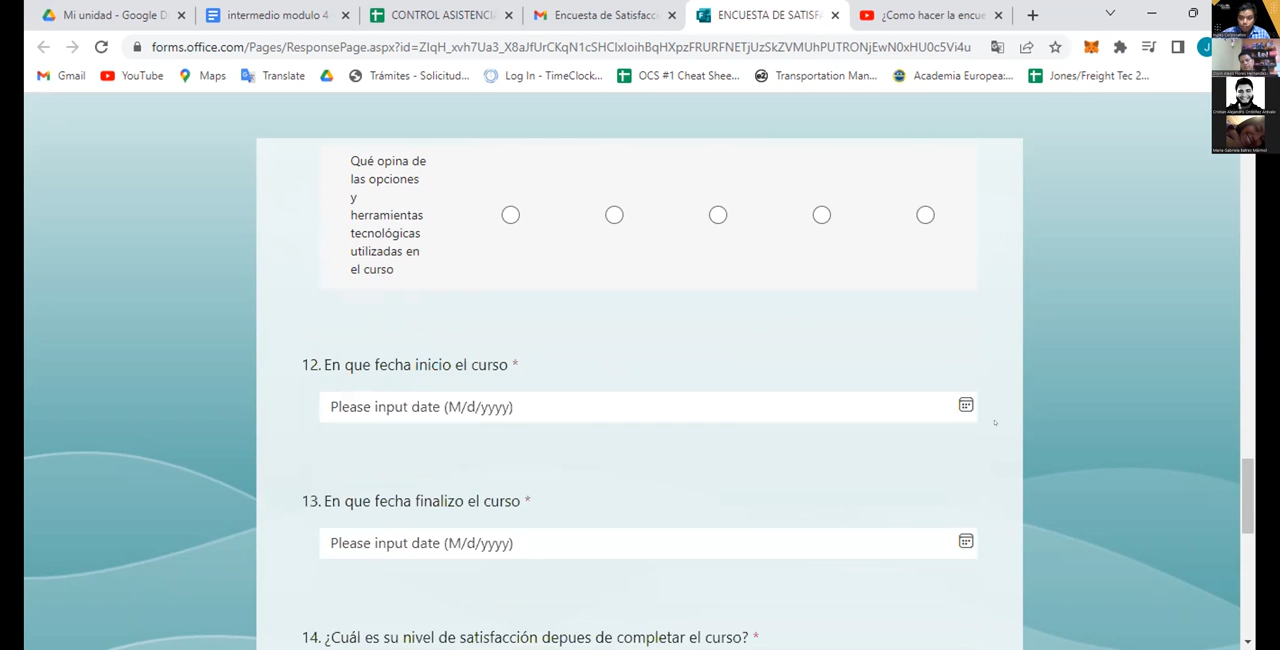 Mi unidad - Google D
intermedio modulo 4
CONTROL ASISTENCIA
Encuesta de Satisfacc
ENCUESTA DE SATISF
¿Como hacer la encue
forms.office.com/Pages/ResponsePage.aspx?id=ZIqH_xvh7Ua3_X8aJfUrCKqN1cSHClxoihBqHXpzFRURFNETjUzSkZVMUhPUTRONjEwN0xHU0c5Vi4u
J
Gmail
YouTube
Maps
Translate
Trámites - Solicitud...
Log In - TimeClock...
OCS #1 Cheat Shee...
Transportation Man...
Academia Europea:...
Jones/Freight Tec 2...
Qué opina de
las opciones
y
herramientas
tecnológicas
utilizadas en
el curso
12. En que fecha inicio el curso *
Please input date (M/d/yyyy)
13. En que fecha finalizo el curso *
Please input date (M/d/yyyy)
14. ¿Cuál es su nivel de satisfacción depues de completar el curso? *